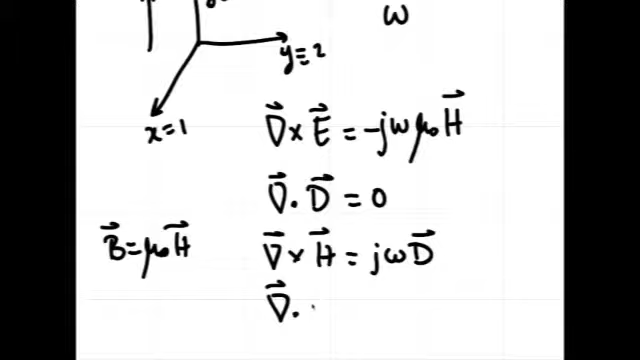 ω
y=2
x=1
∇⃗ × E⃗ = -jωμ₀H⃗
∇⃗ . D⃗ = 0
B⃗ = μ₀H⃗
∇⃗ × H⃗ = jωD⃗
∇⃗ .